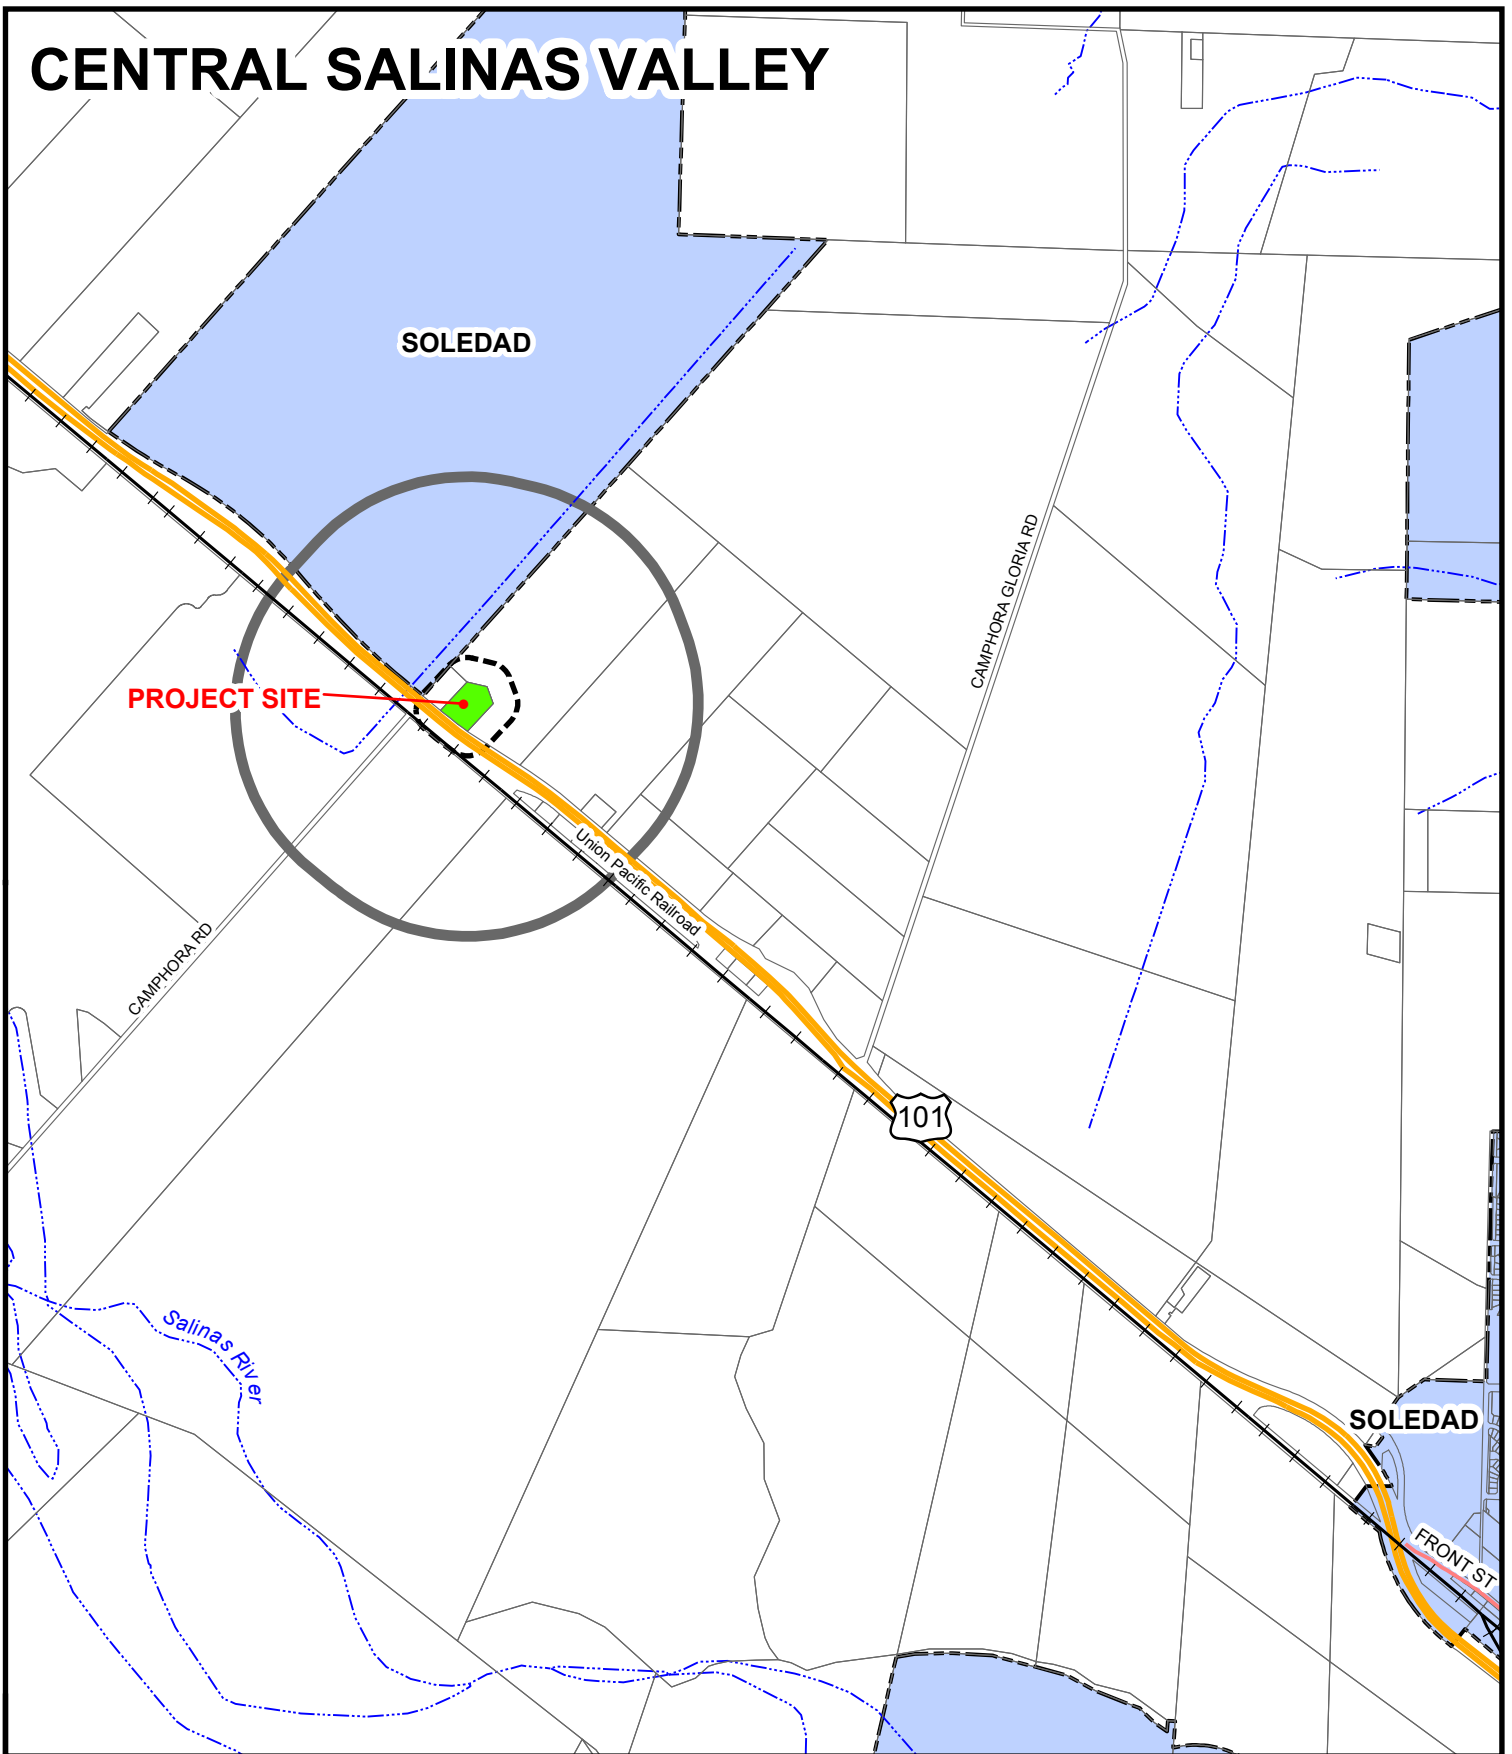 CENTRAL SALINAS VALLEY
SOLEDAD
CAMPHORA GLORIA RD
PROJECT SITE
Union Pacific Railroad
CAMPHORA RD
101
Salinas River
SOLEDAD
FRONT ST